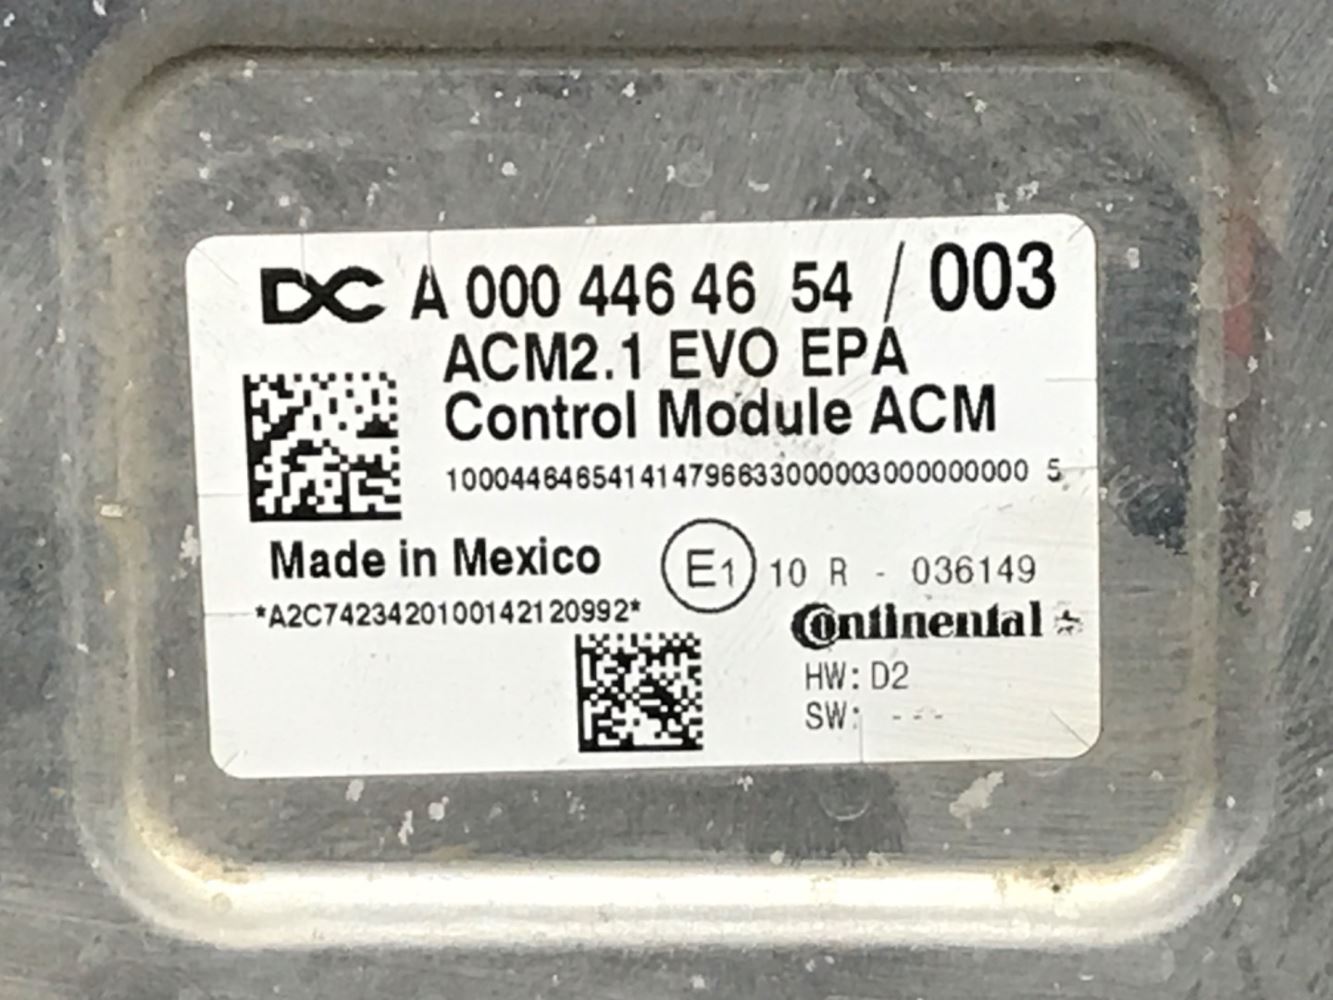 DC A 000 446 46 54 / 003
ACM2.1 EVO EPA
Control Module ACM
100044646541414796633000003000000000 5
Made in Mexico
E1 10 R - 036149
*A2C7423420100142120992*
Continental
HW: D2
SW: ---